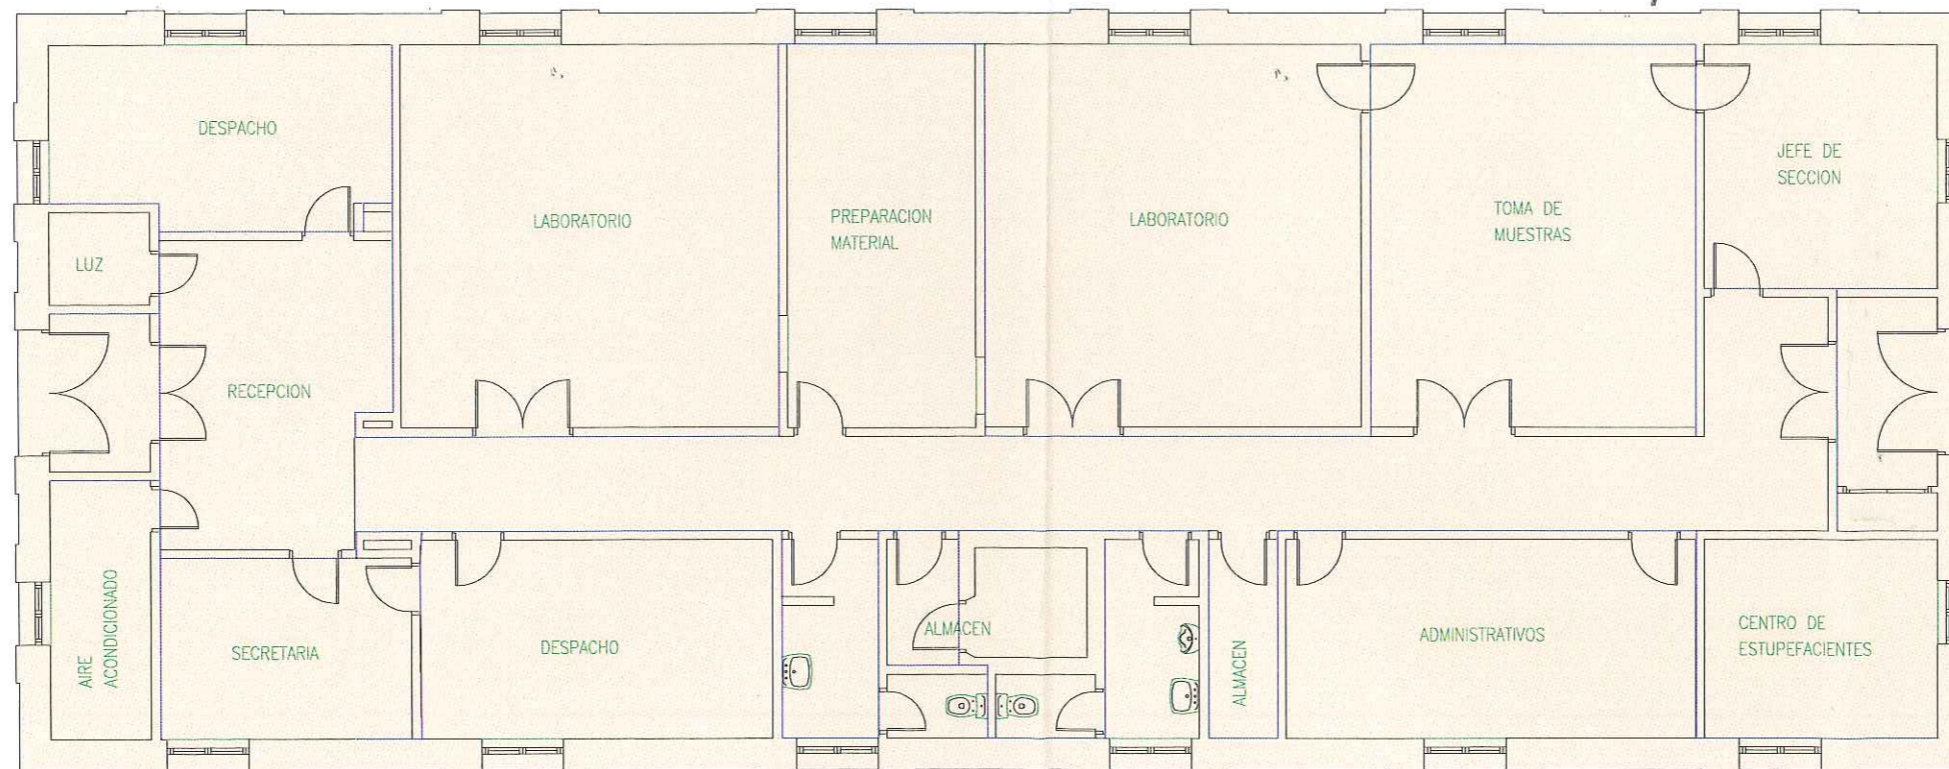 DESPACHO
LABORATORIO
PREPARACION
MATERIAL
LABORATORIO
TOMA DE
MUESTRAS
JEFE DE
SECCION
LUZ
RECEPCION
AIRE
ACONDICIONADO
SECRETARIA
DESPACHO
ALMACEN
ALMACEN
ADMINISTRATIVOS
CENTRO DE
ESTUPEFACIENTES